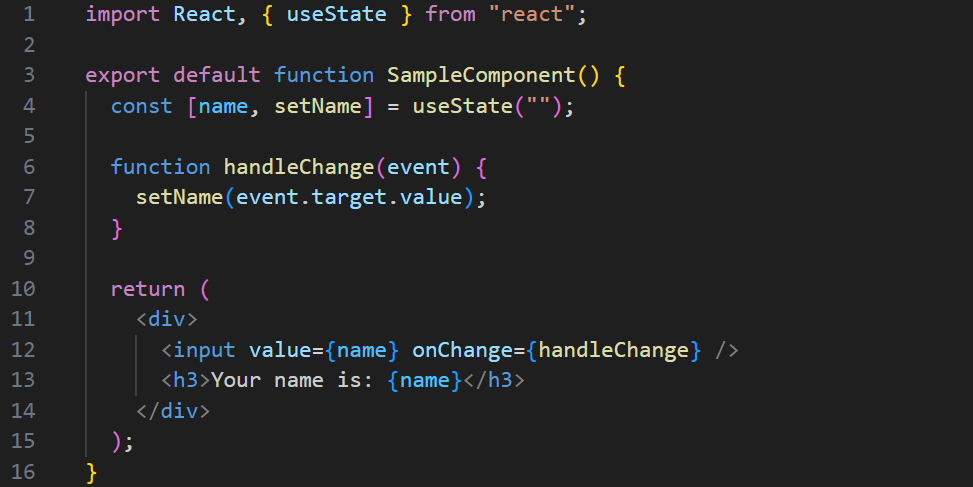 1 import React, { useState } from "react";
2
3 export default function SampleComponent() {
4   const [name, setName] = useState("");
5
6   function handleChange(event) {
7     setName(event.target.value);
8   }
9
10   return (
11     <div>
12       <input value={name} onChange={handleChange} />
13       <h3>Your name is: {name}</h3>
14     </div>
15   );
16 }